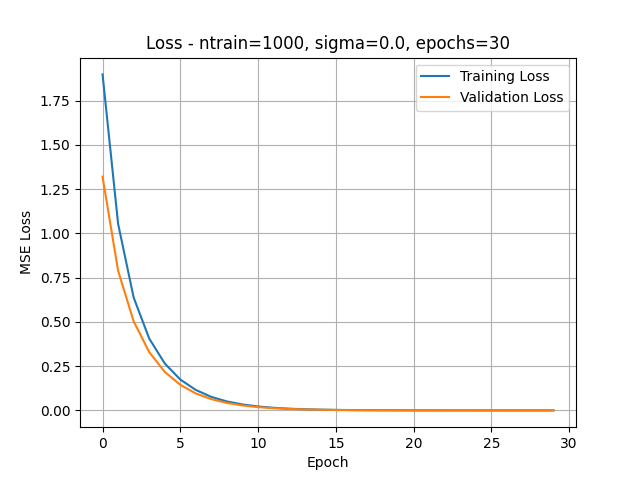 Loss - ntrain=1000, sigma=0.0, epochs=30
Training Loss
Validation Loss
MSE Loss
1.75
1.50
1.25
1.00
0.75
0.50
0.25
0.00
0 5 10 15 20 25 30
Epoch